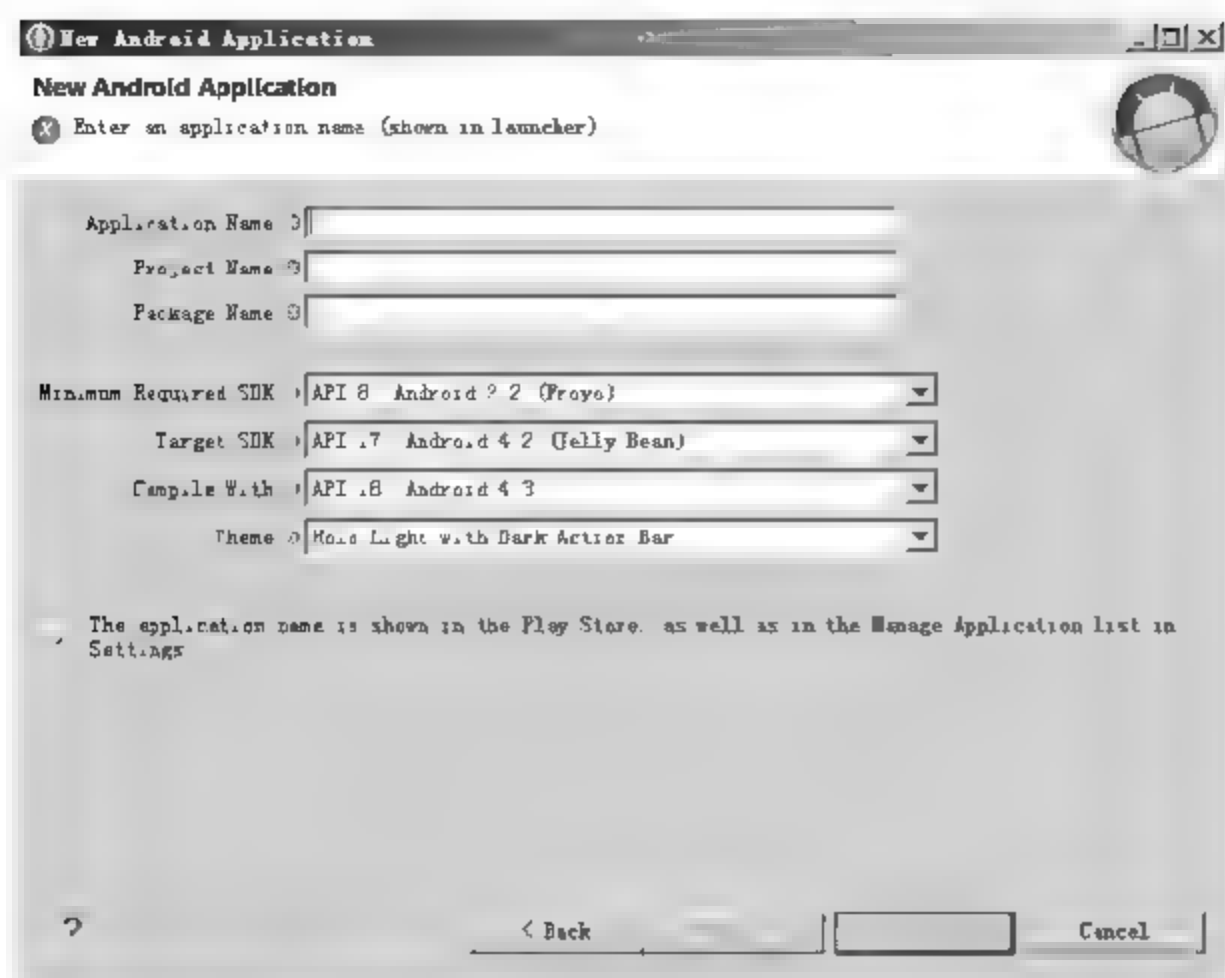 New Android Application
New Android Application
Enter an application name (shown in launcher)
Application Name
Project Name
Package Name
Minimum Required SDK API 8 Android 2 2 (Froyo)
Target SDK API 17 Android 4 2 (Jelly Bean)
Compile With API 18 Android 4 3
Theme Holo Light with Dark Action Bar
The application name is shown in the Play Store, as well as in the Manage Application list in
Settings
?
< Back
Cancel